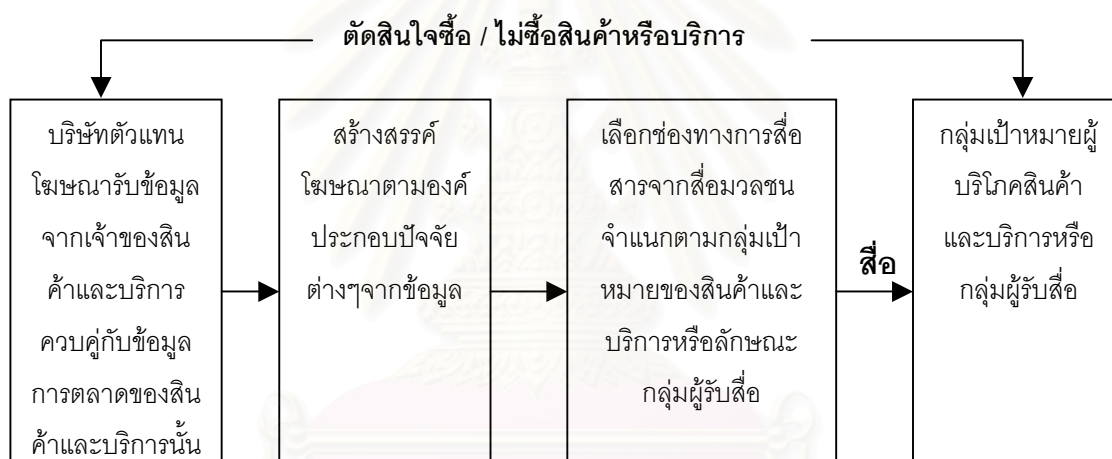 ตัดสินใจซื้อ / ไม่ซื้อสินค้าหรือบริการ
บริษัทตัวแทน
โฆษณารับข้อมูล
จากเจ้าของสิน
ค้าและบริการ
ควบคู่กับข้อมูล
การตลาดของสิน
ค้าและบริการนั้น
สร้างสรรค์
โฆษณาตามองค์
ประกอบปัจจัย
ต่างๆจากข้อมูล
เลือกช่องทางการสื่อ
สารจากสื่อมวลชน
จำแนกตามกลุ่มเป้า
หมายของสินค้าและ
บริการหรือลักษณะ
กลุ่มผู้รับสื่อ
สื่อ
กลุ่มเป้าหมายผู้
บริโภคสินค้า
และบริการหรือ
กลุ่มผู้รับสื่อ